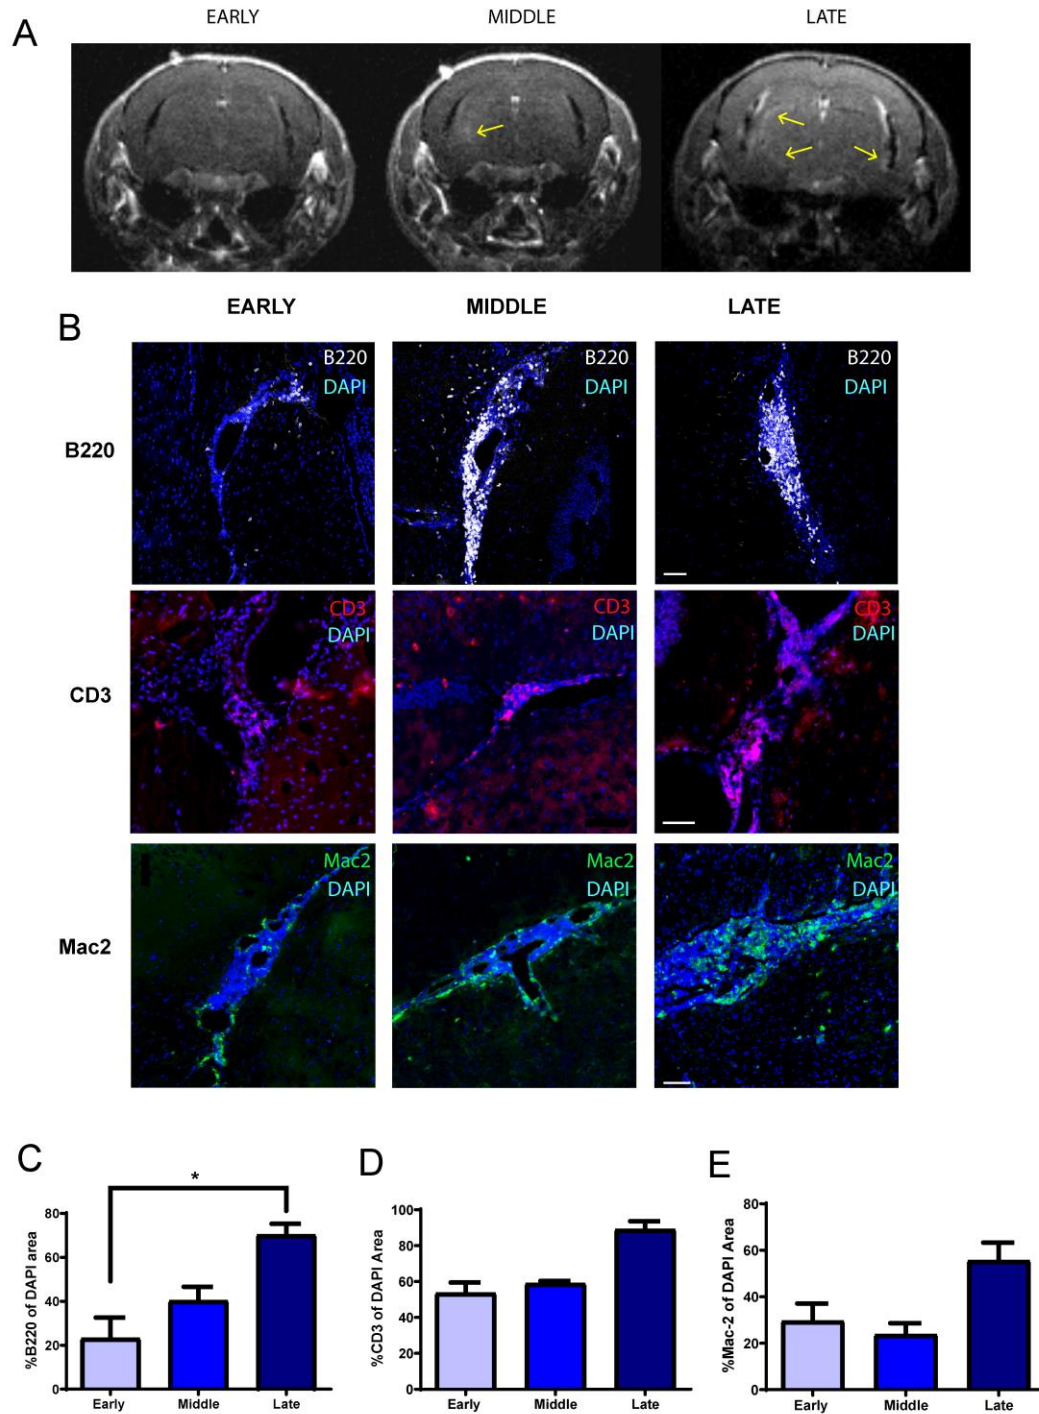 A
EARLY MIDDLE LATE
B
EARLY MIDDLE LATE
B220
B220
DAPI
B220
DAPI
B220
DAPI
CD3
CD3
DAPI
CD3
DAPI
CD3
DAPI
Mac2
Mac2
DAPI
Mac2
DAPI
Mac2
DAPI
C
*
%B220 of DAPI area
80
60
40
20
0
Early Middle Late
D
%CD3 of DAPI Area
100
80
60
40
20
0
Early Middle Late
E
%Mac-2 of DAPI Area
80
60
40
20
0
Early Middle Late